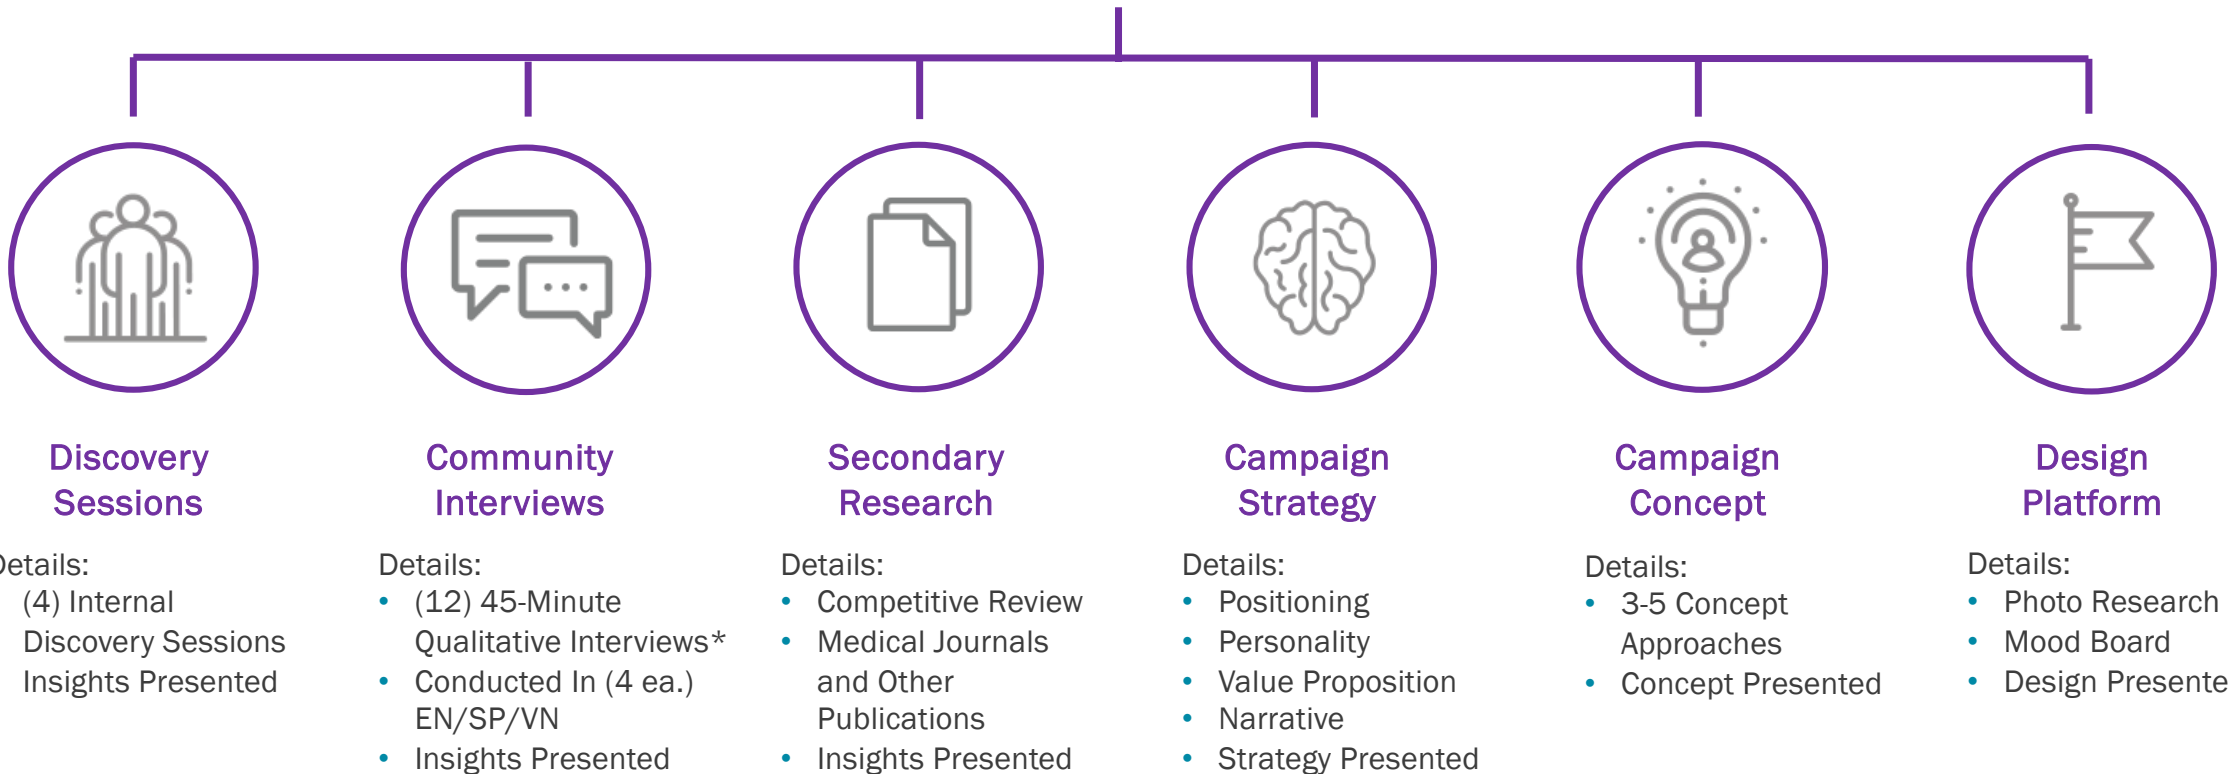 Discovery
Sessions
Details:
(4) Internal
Discovery Sessions
Insights Presented
Community
Interviews
Details:
• (12) 45-Minute
Qualitative Interviews*
• Conducted In (4 ea.)
EN/SP/VN
• Insights Presented
Secondary
Research
Details:
• Competitive Review
• Medical Journals
and Other
Publications
• Insights Presented
Campaign
Strategy
Details:
• Positioning
• Personality
• Value Proposition
• Narrative
• Strategy Presented
Campaign
Concept
Details:
• 3-5 Concept
Approaches
• Concept Presented
Design
Platform
Details:
• Photo Research
• Mood Board
• Design Presente